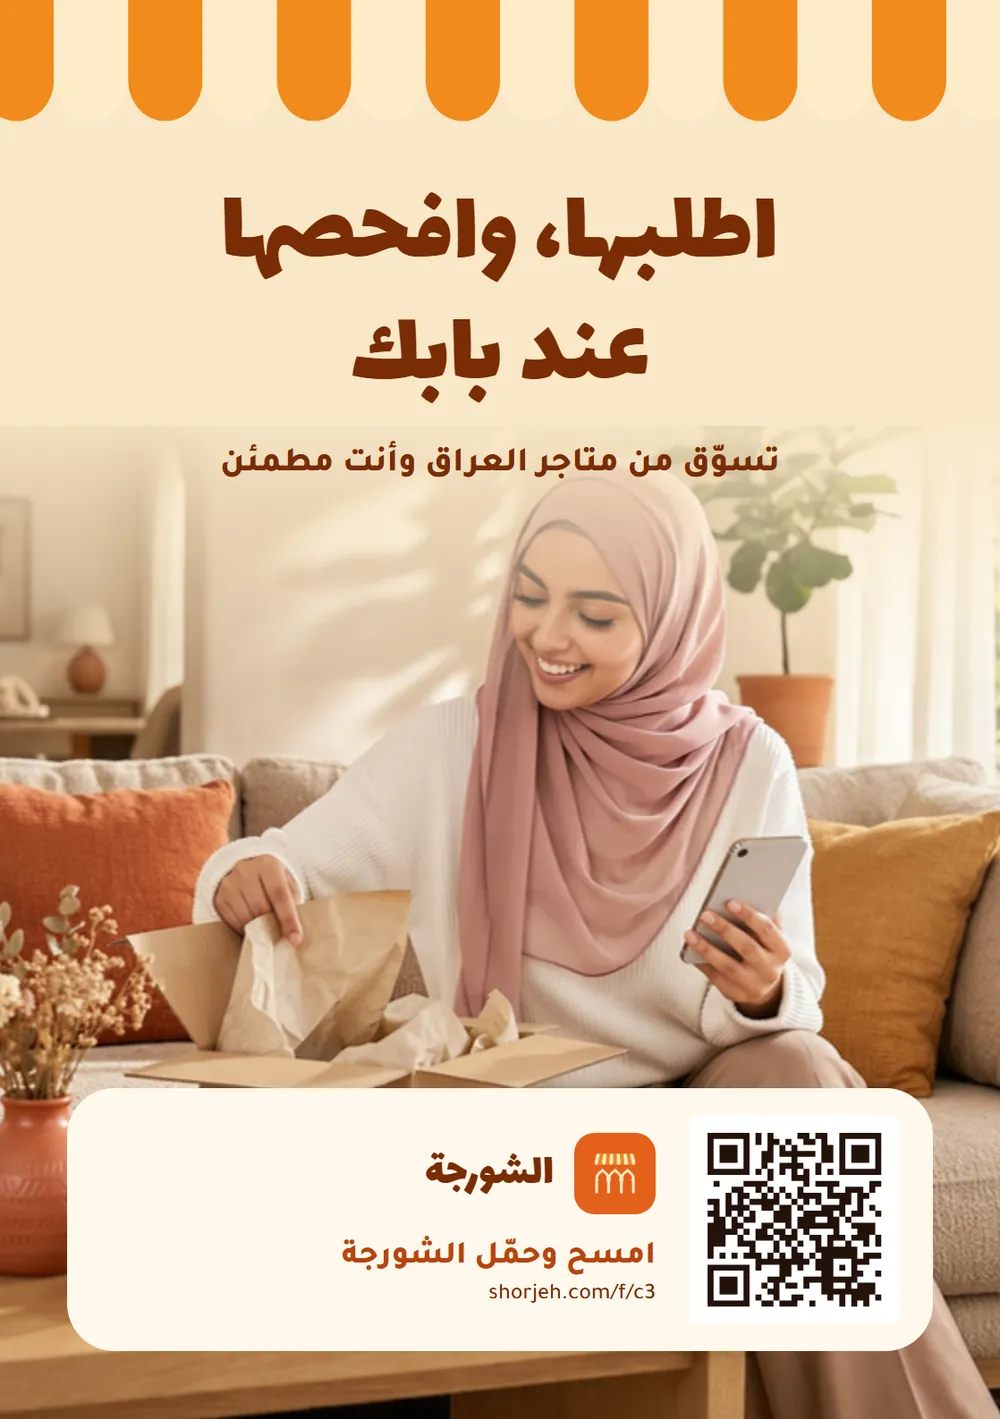 اطلبها، وافحصها
عند بابك
تسوّق من متاجر العراق وأنت مطمئن
الشورجة
امسح وحمّل الشورجة
shorjeh.com/f/c3